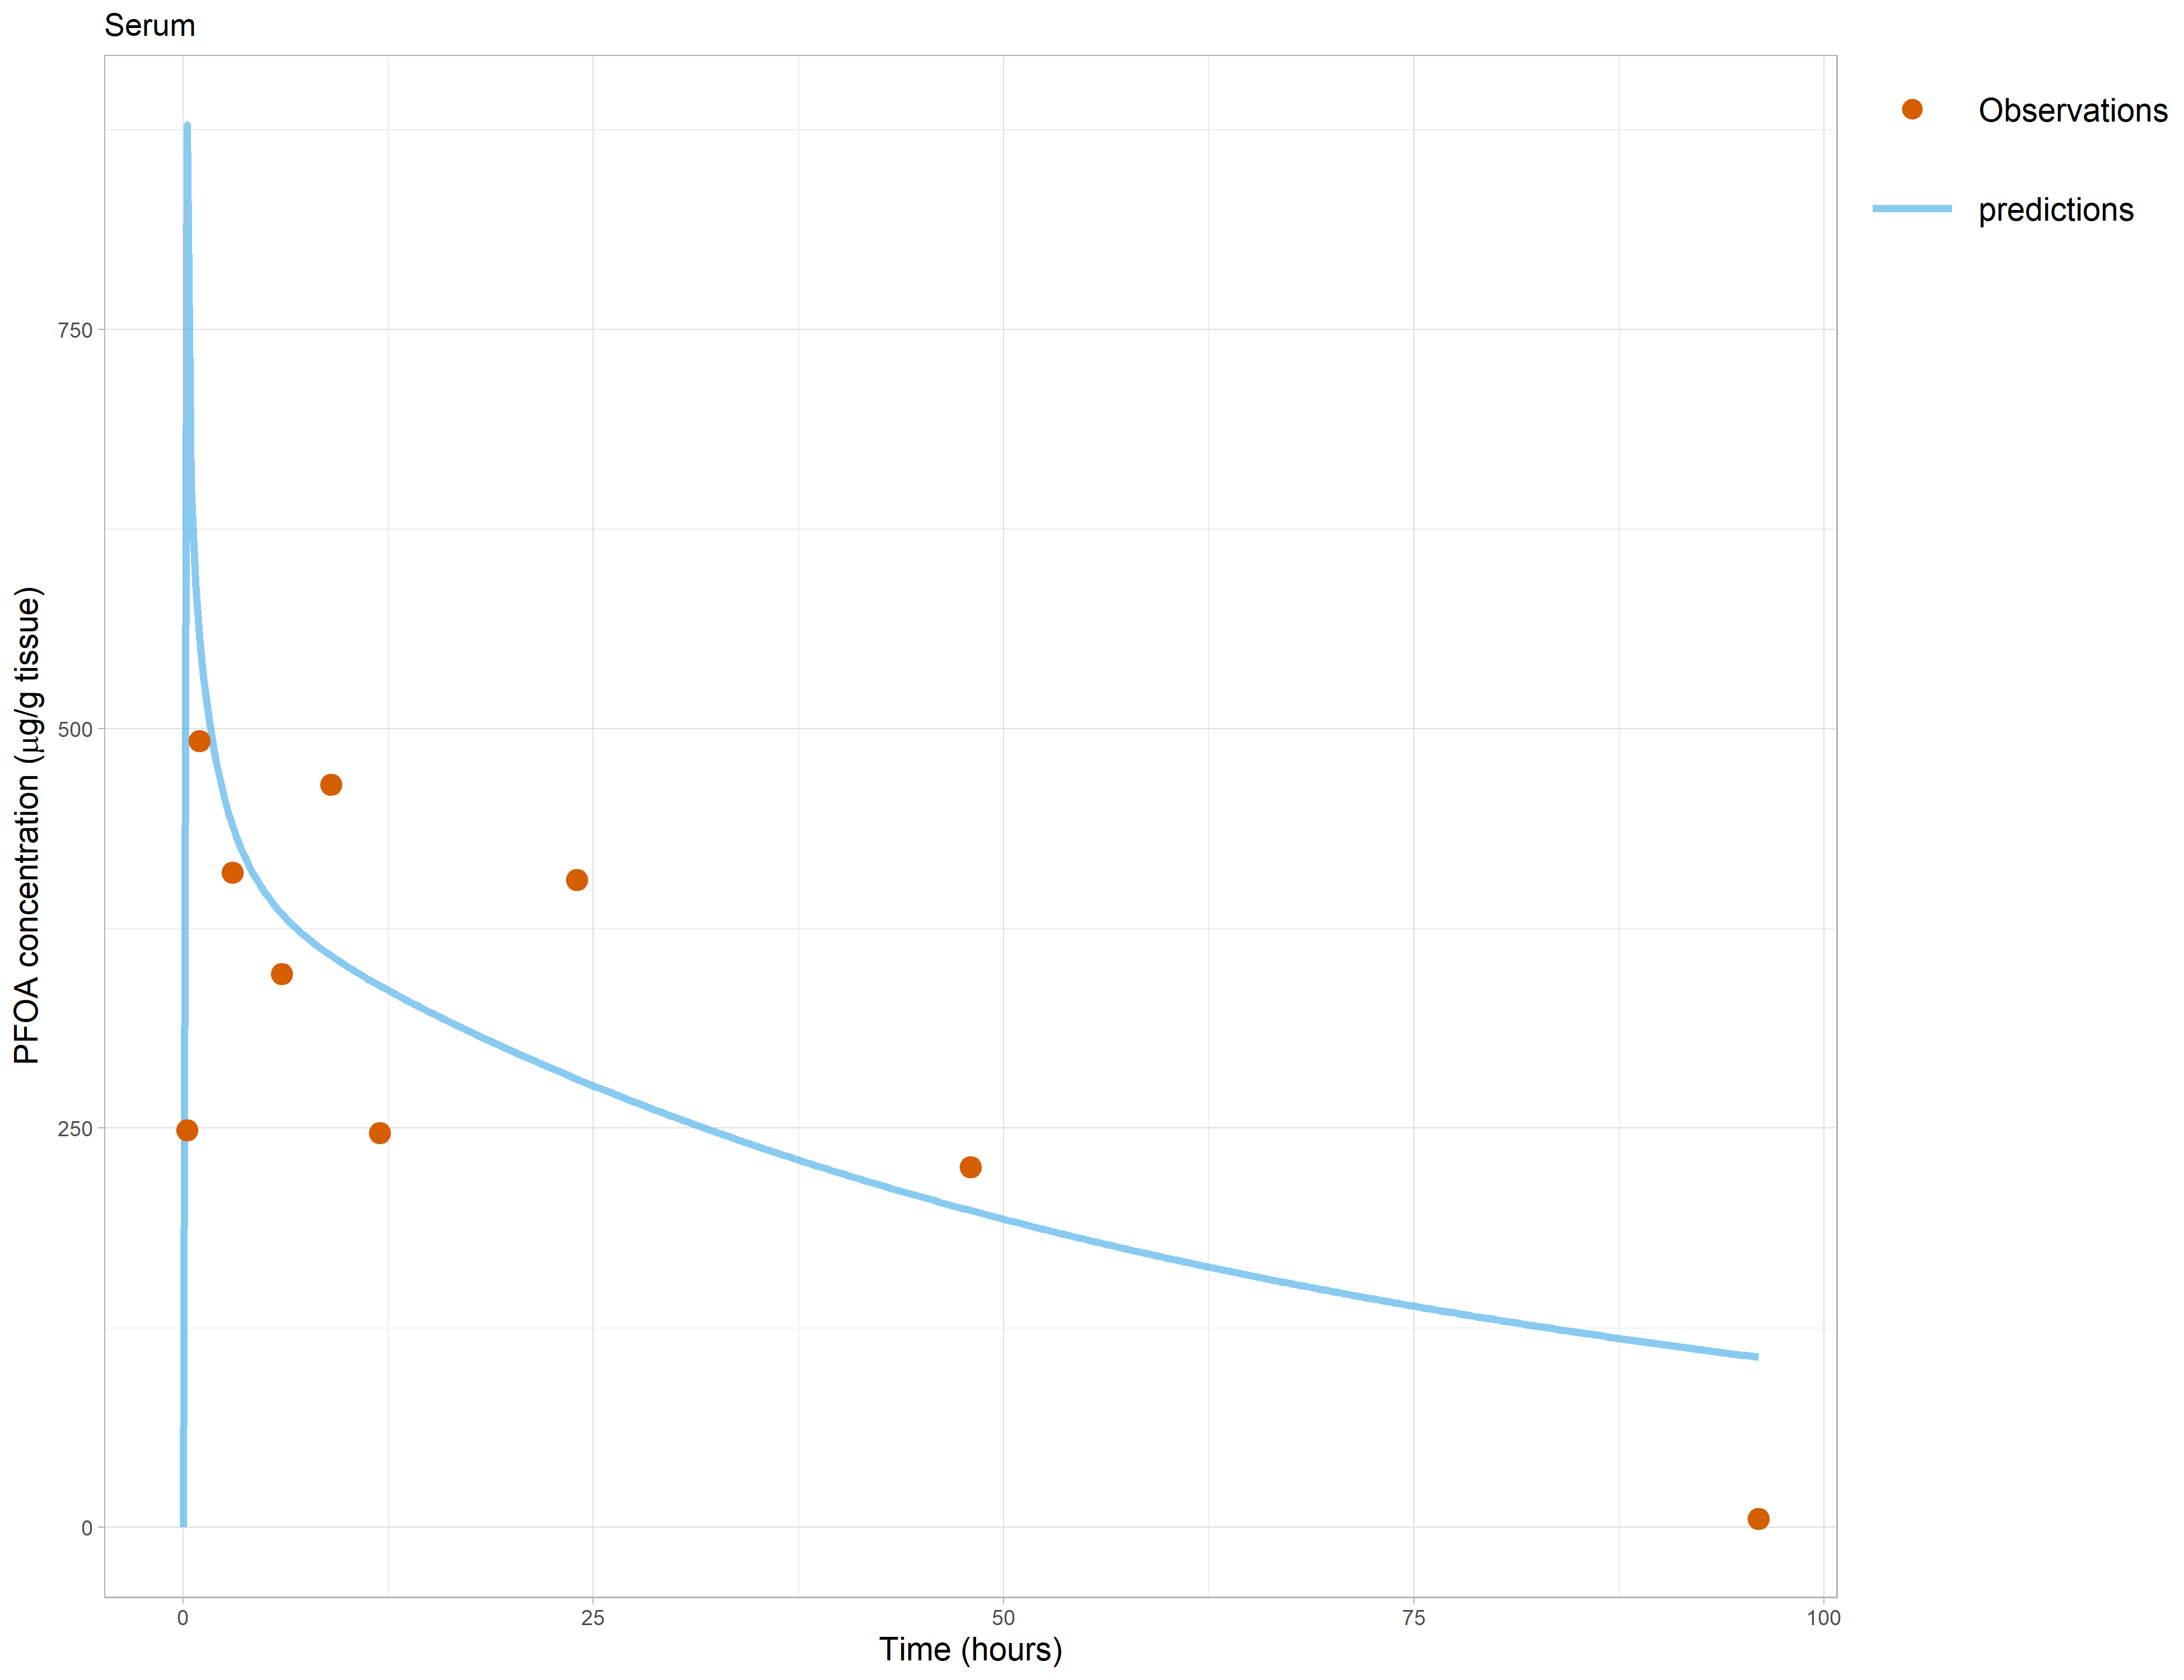 Serum
Observations
predictions
PFOA concentration (μg/g tissue)
750
500
250
0
0 25 50 75 100
Time (hours)